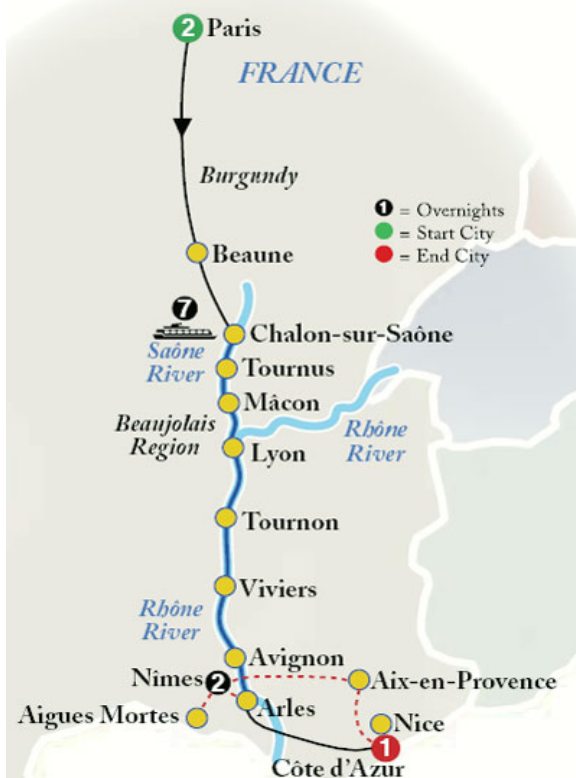 2 Paris
FRANCE
Burgundy
1 = Overnights
= Start City
= End City
Beaune
7
Chalon-sur-Saône
Saône
River
Tournus
Mâcon
Beaujolais
Region
Rhône
River
Lyon
Tournon
Viviers
Rhône
River
Avignon
Nîmes 2
Aix-en-Provence
Arles
Aigues Mortes
Nice
1
Côte d'Azur